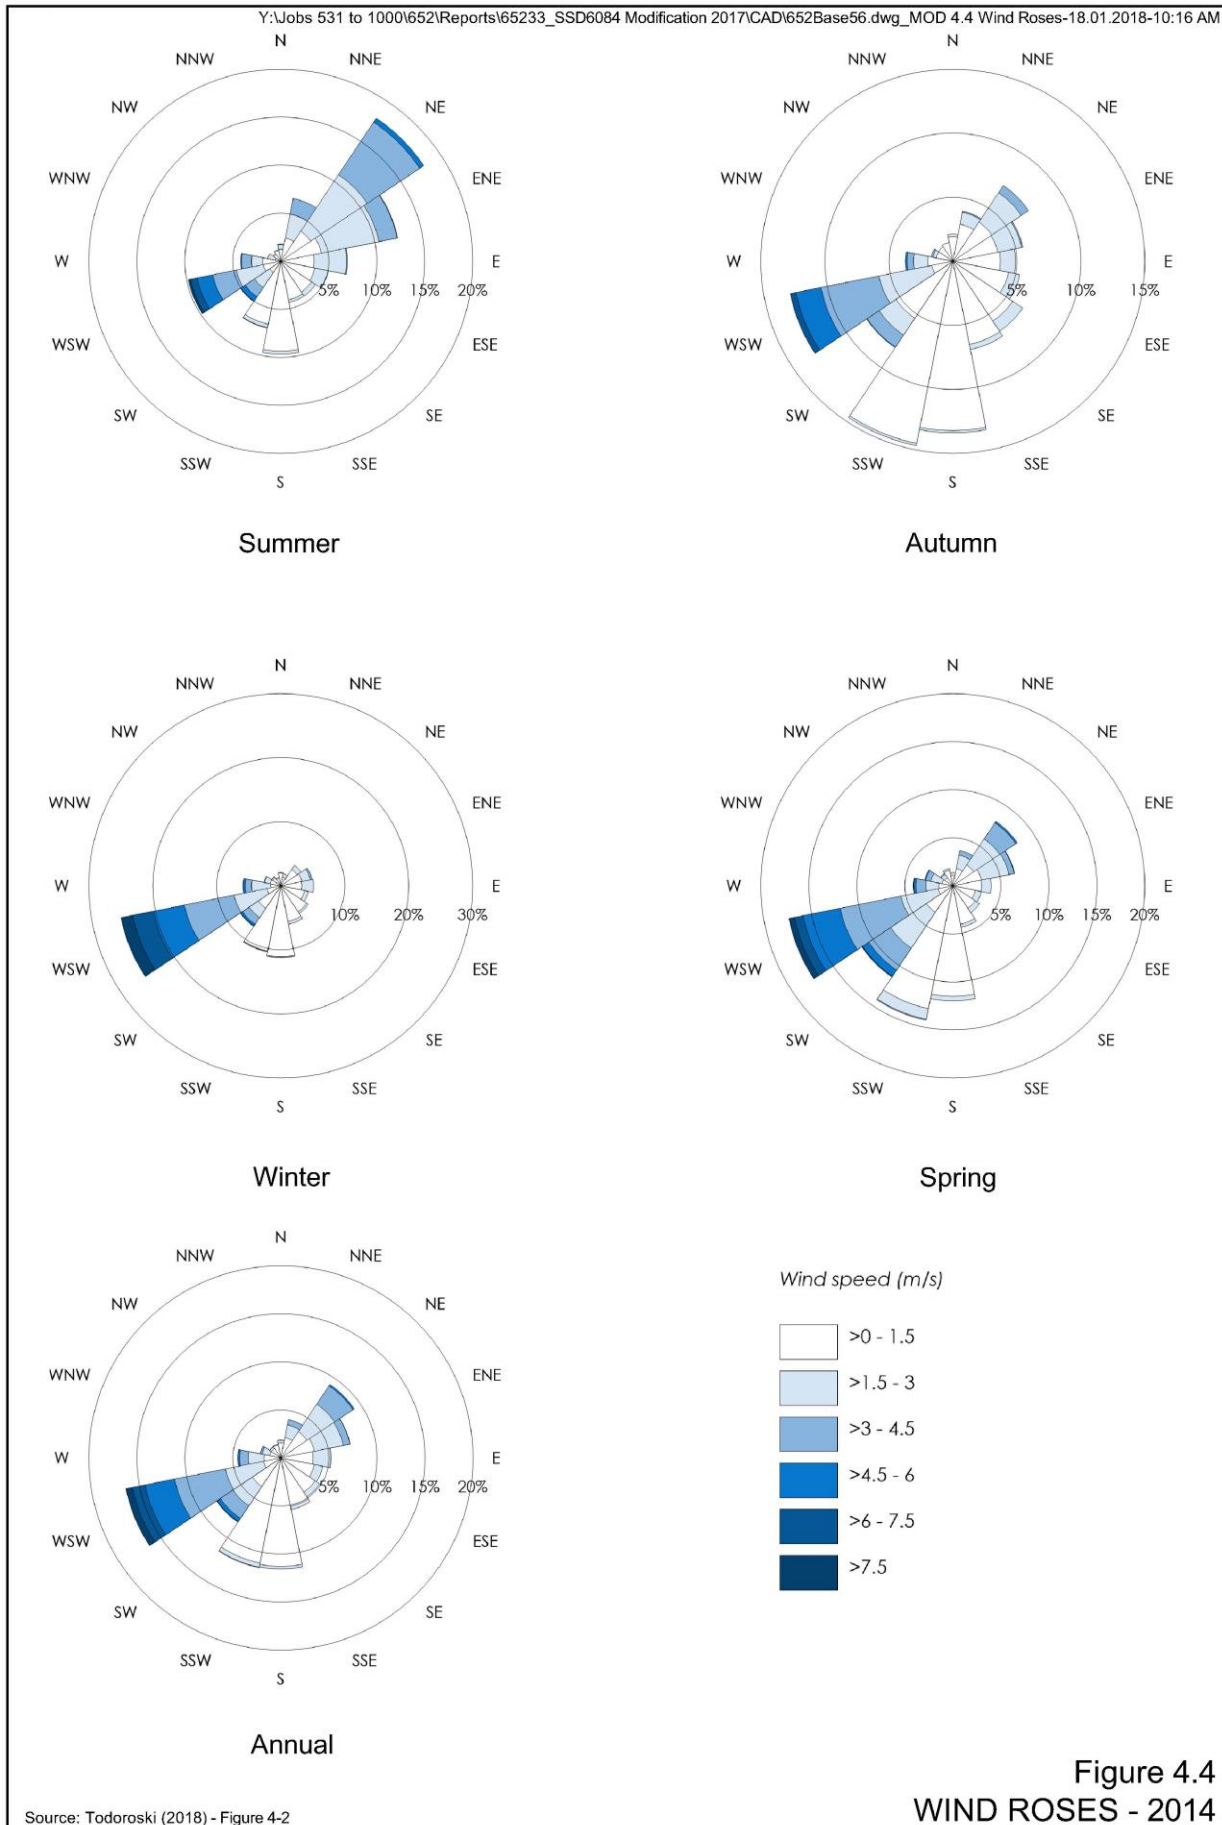 Y:\Jobs 531 to 1000\652\Reports\65233_SSD6084 Modification 2017\CAD\652Base56.dwg_MOD 4.4 Wind Roses-18.01.2018-10:16 AM
N
NNE
NE
ENE
E
ESE
SE
SSE
S
SSW
SW
WSW
W
WNW
NW
NNW
5%
10%
15%
20%
Summer
N
NNE
NE
ENE
E
ESE
SE
SSE
S
SSW
SW
WSW
W
WNW
NW
NNW
5%
10%
15%
Autumn
N
NNE
NE
ENE
E
ESE
SE
SSE
S
SSW
SW
WSW
W
WNW
NW
NNW
10%
20%
30%
Winter
N
NNE
NE
ENE
E
ESE
SE
SSE
S
SSW
SW
WSW
W
WNW
NW
NNW
5%
10%
15%
20%
Spring
N
NNE
NE
ENE
E
ESE
SE
SSE
S
SSW
SW
WSW
W
WNW
NW
NNW
5%
10%
15%
20%
Annual
Wind speed (m/s)
>0 - 1.5
>1.5 - 3
>3 - 4.5
>4.5 - 6
>6 - 7.5
>7.5
Figure 4.4
WIND ROSES - 2014
Source: Todoroski (2018) - Figure 4-2